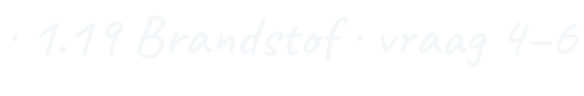 · 1.19 Brandstof · vraag 4–6